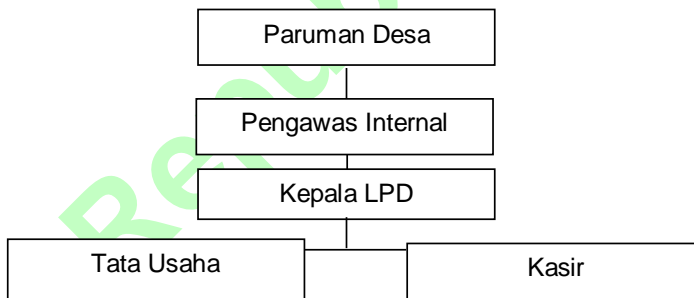 Paruman Desa
Pengawas Internal
Kepala LPD
Tata Usaha
Kasir